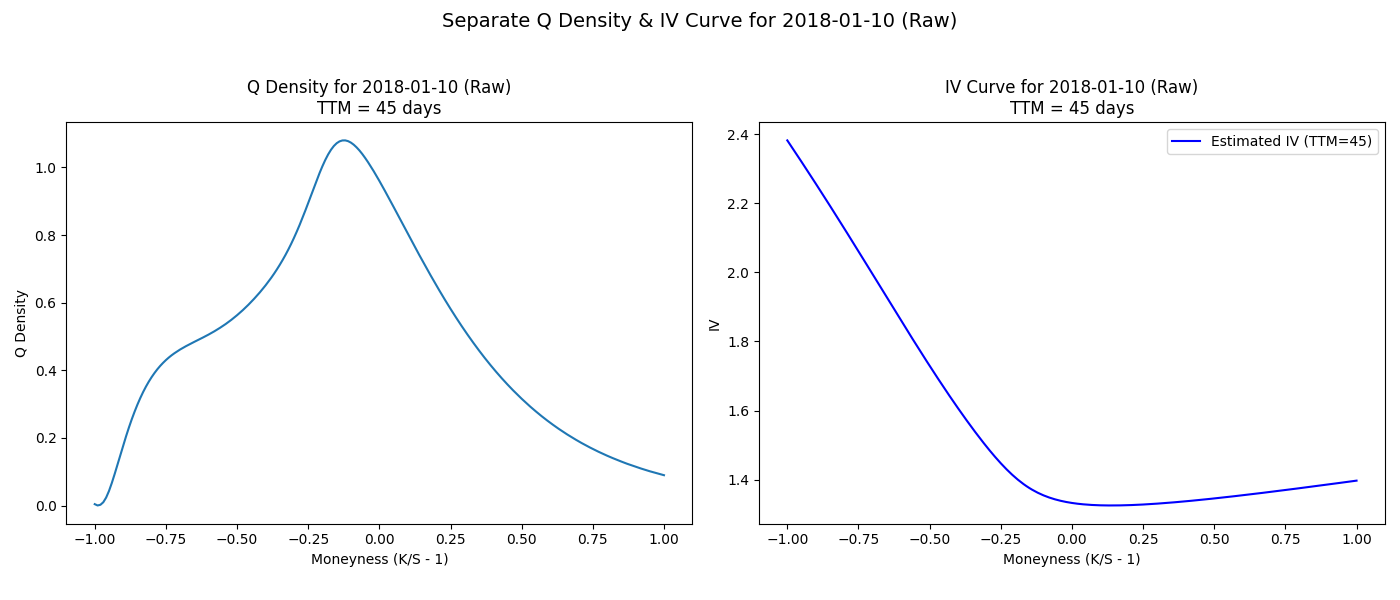 Separate Q Density & IV Curve for 2018-01-10 (Raw)
Q Density for 2018-01-10 (Raw)
TTM = 45 days
Q Density
1.0
0.8
0.6
0.4
0.2
0.0
−1.00 −0.75 −0.50 −0.25 0.00 0.25 0.50 0.75 1.00
Moneyness (K/S - 1)
IV Curve for 2018-01-10 (Raw)
TTM = 45 days
Estimated IV (TTM=45)
IV
2.4
2.2
2.0
1.8
1.6
1.4
−1.00 −0.75 −0.50 −0.25 0.00 0.25 0.50 0.75 1.00
Moneyness (K/S - 1)